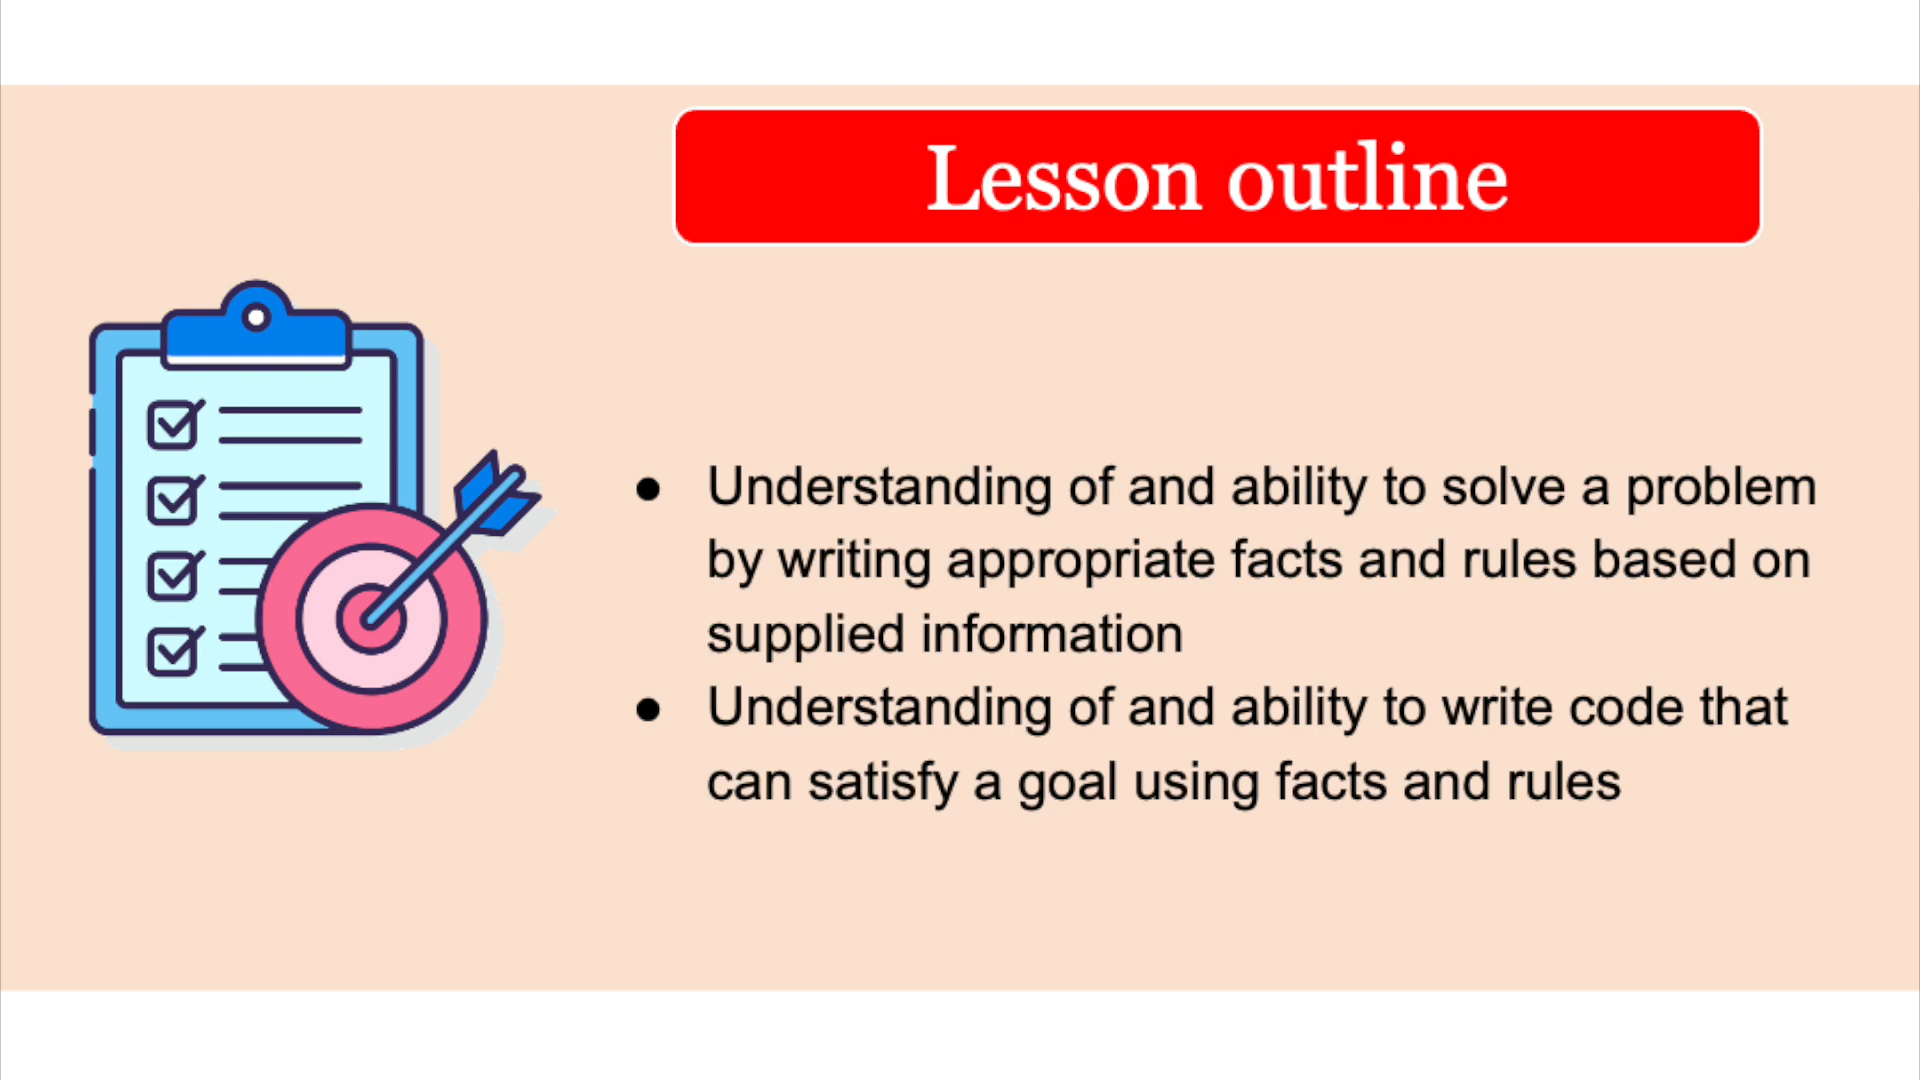 Lesson outline
● Understanding of and ability to solve a problem
by writing appropriate facts and rules based on
supplied information
● Understanding of and ability to write code that
can satisfy a goal using facts and rules